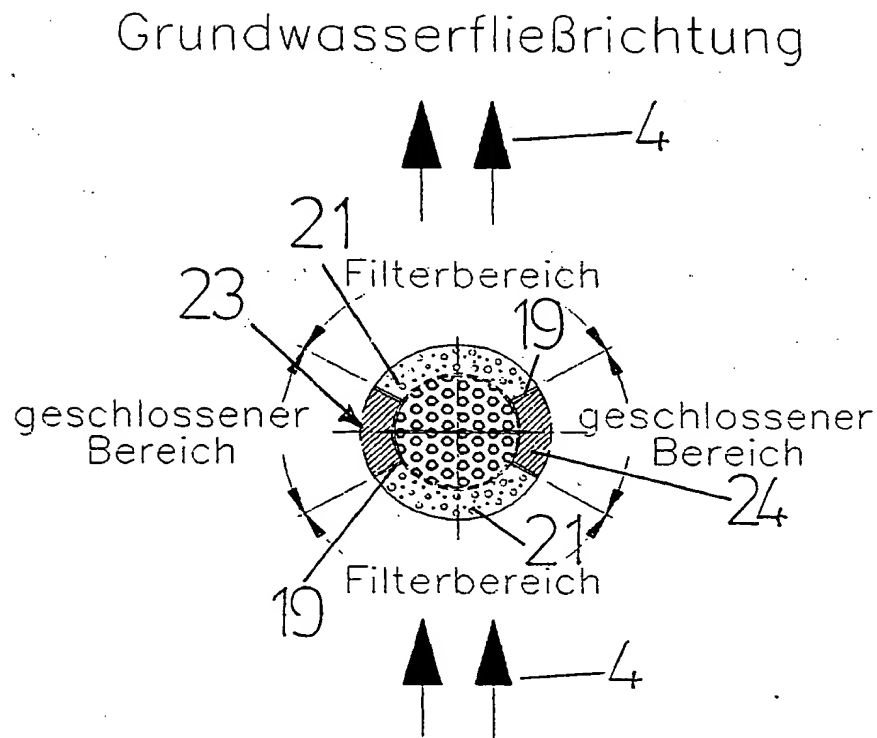 Grundwasserfließrichtung
4
21
Filterbereich
23
19
geschlossener
Bereich
geschlossener
Bereich
24
21
Filterbereich
19
4